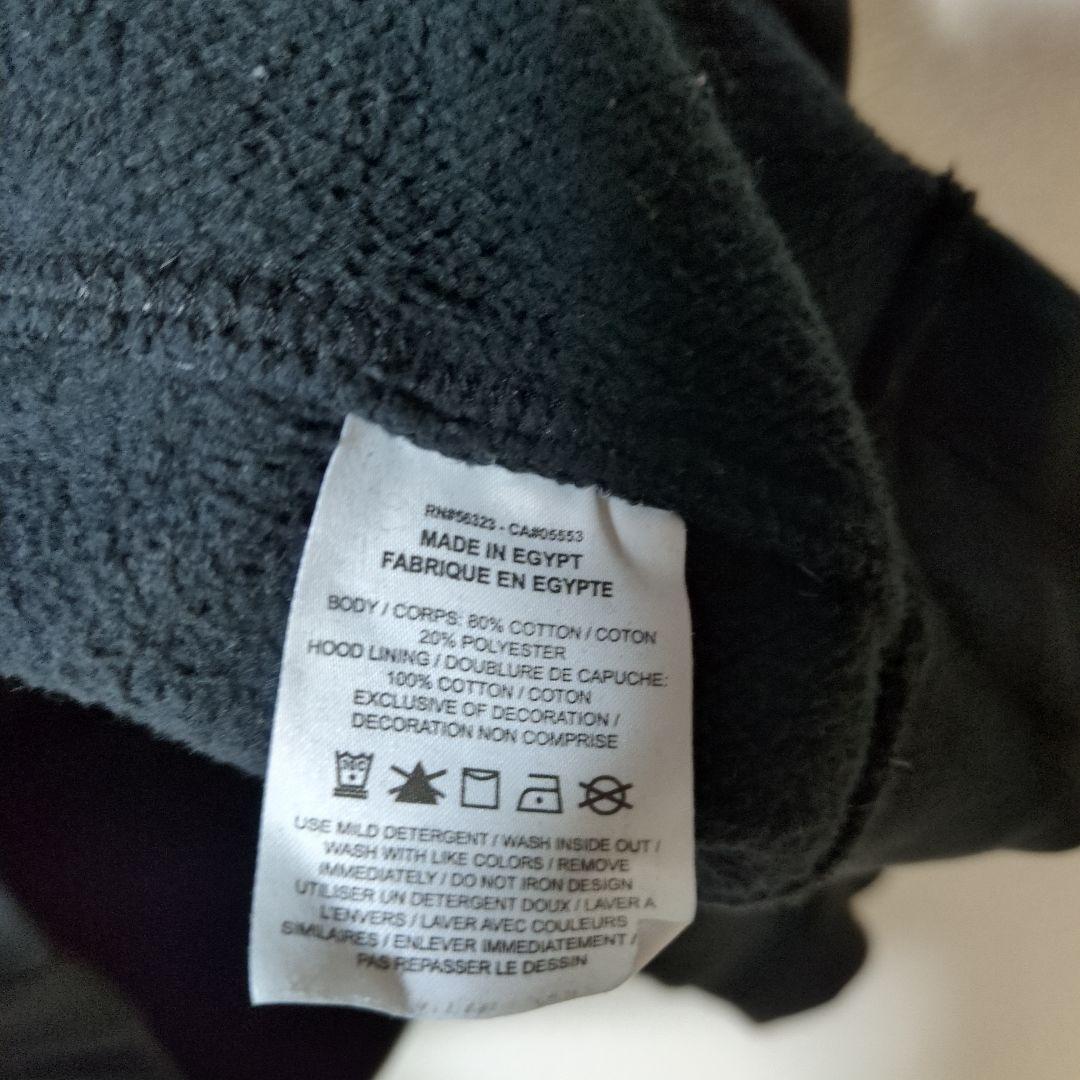 RN#56323 - CA#05553
MADE IN EGYPT
FABRIQUE EN EGYPTE
BODY / CORPS: 80% COTTON / COTON
20% POLYESTER
HOOD LINING / DOUBLURE DE CAPUCHE:
100% COTTON / COTON
EXCLUSIVE OF DECORATION /
DECORATION NON COMPRISE
30C
USE MILD DETERGENT / WASH INSIDE OUT /
WASH WITH LIKE COLORS / REMOVE
IMMEDIATELY / DO NOT IRON DESIGN
UTILISER UN DETERGENT DOUX / LAVER A
L'ENVERS / LAVER AVEC COULEURS
SIMILAIRES / ENLEVER IMMEDIATEMENT /
PAS REPASSER LE DESSIN